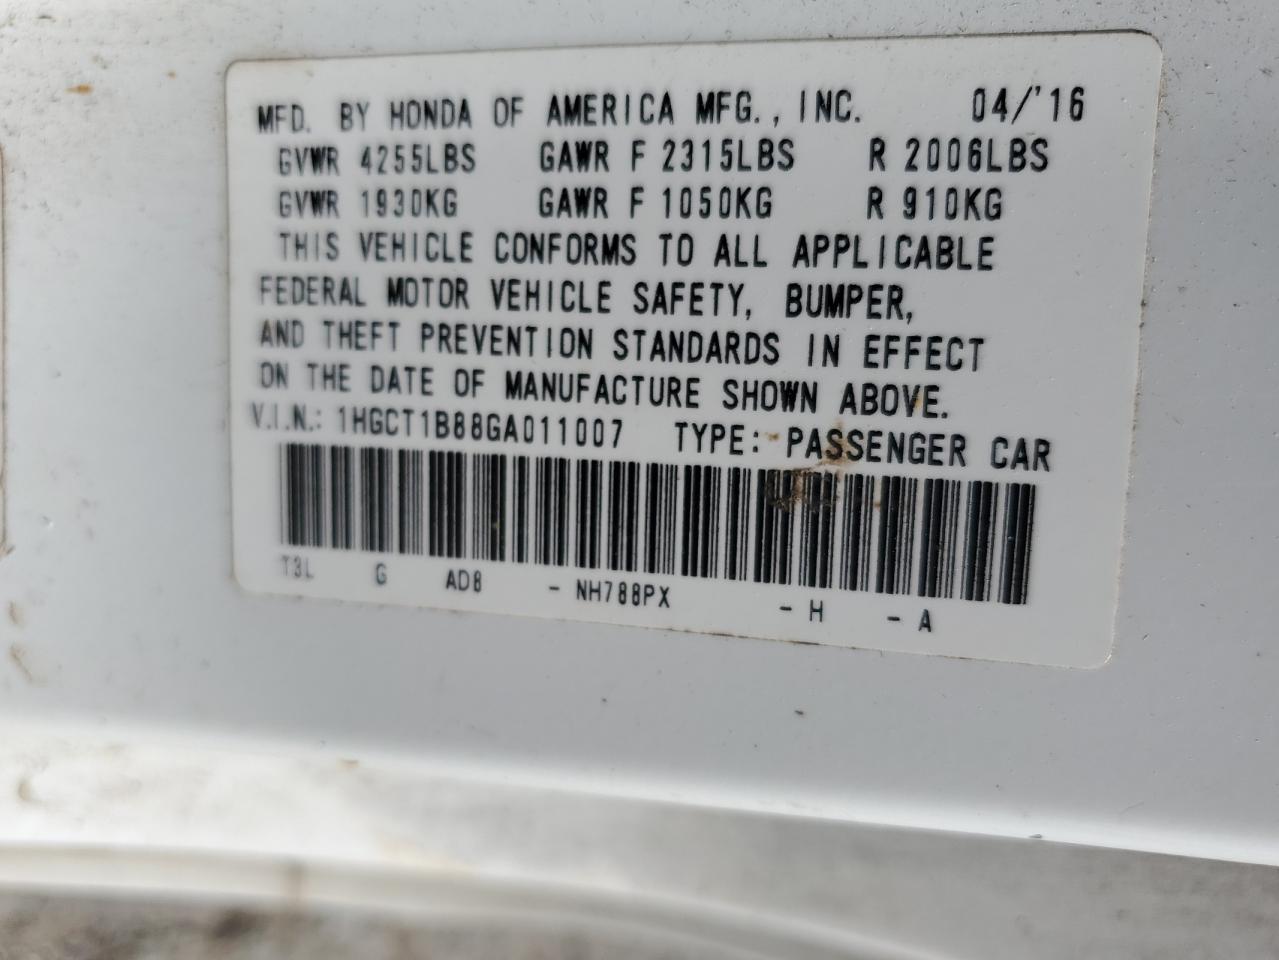 MFD. BY HONDA OF AMERICA MFG., INC. 04/'16
GVWR 4255LBS GAWR F 2315LBS R 2006LBS
GVWR 1930KG GAWR F 1050KG R 910KG
THIS VEHICLE CONFORMS TO ALL APPLICABLE
FEDERAL MOTOR VEHICLE SAFETY, BUMPER,
AND THEFT PREVENTION STANDARDS IN EFFECT
ON THE DATE OF MANUFACTURE SHOWN ABOVE.
V.I.N.: 1HGCT1B88GA011007 TYPE: PASSENGER CAR
T3L G AD8 - NH788PX - H - A